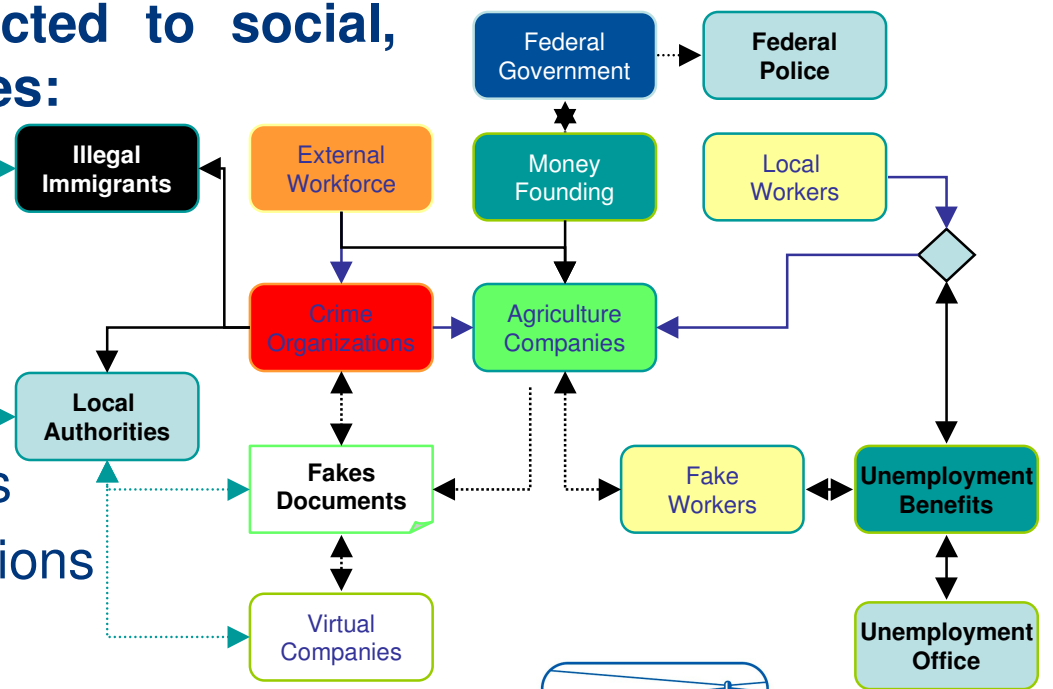 cted to social,
es:
Federal
Government
Federal
Police
Illegal
Immigrants
External
Workforce
Money
Founding
Local
Workers
Crime
Organizations
Agriculture
Companies
Local
Authorities
s
ions
Fakes
Documents
Fake
Workers
Unemployment
Benefits
Virtual
Companies
Unemployment
Office